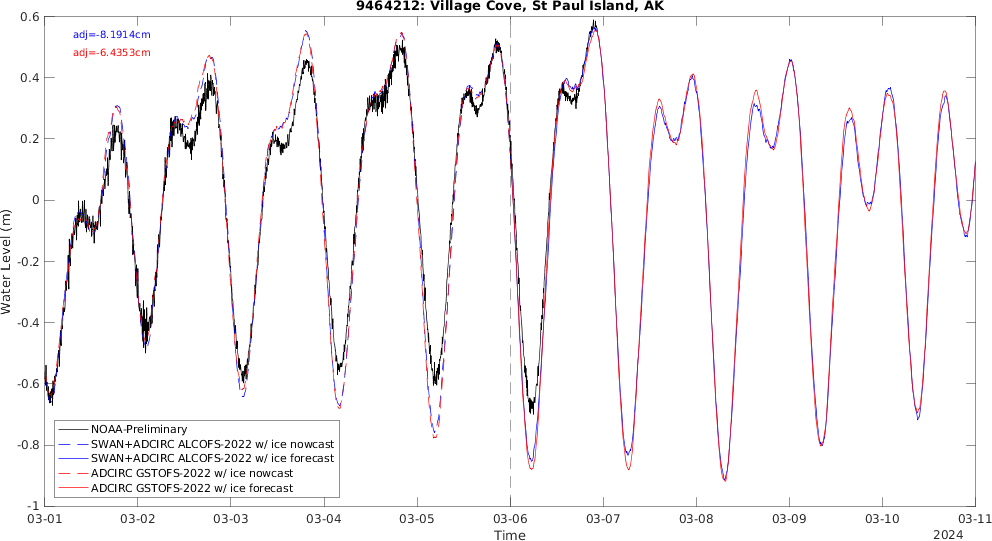 9464212: Village Cove, St Paul Island, AK
adj=-8.1914cm
adj=-6.4353cm
0.6
0.4
0.2
0
-0.2
-0.4
-0.6
-0.8
-1
Water Level (m)
NOAA-Preliminary
SWAN+ADCIRC ALCOFS-2022 w/ ice nowcast
SWAN+ADCIRC ALCOFS-2022 w/ ice forecast
ADCIRC GSTOFS-2022 w/ ice nowcast
ADCIRC GSTOFS-2022 w/ ice forecast
03-01 03-02 03-03 03-04 03-05 03-06 03-07 03-08 03-09 03-10 03-11
Time
2024